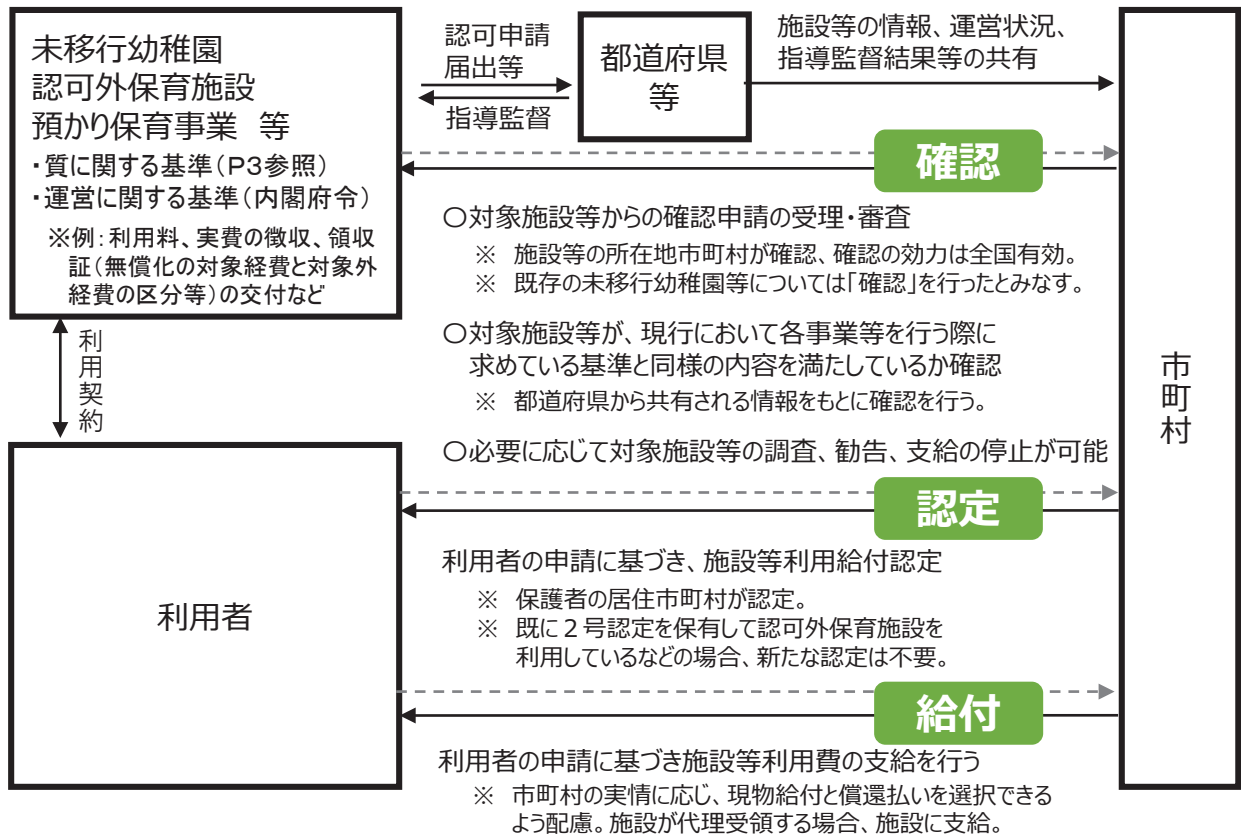 未移行幼稚園
認可外保育施設
預かり保育事業　等
・質に関する基準（P3参照）
・運営に関する基準（内閣府令）
※例：利用料、実費の徴収、領収
証（無償化の対象経費と対象外
経費の区分等）の交付など
認可申請
届出等
指導監督
都道府県
等
施設等の情報、運営状況、
指導監督結果等の共有
確認
〇対象施設等からの確認申請の受理・審査
※　施設等の所在地市町村が確認、確認の効力は全国有効。
※　既存の未移行幼稚園等については「確認」を行ったとみなす。
〇対象施設等が、現行において各事業等を行う際に
求めている基準と同様の内容を満たしているか確認
※　都道府県から共有される情報をもとに確認を行う。
〇必要に応じて対象施設等の調査、勧告、支給の停止が可能
利用契約
市町村
利用者
認定
利用者の申請に基づき、施設等利用給付認定
※　保護者の居住市町村が認定。
※　既に２号認定を保有して認可外保育施設を
利用しているなどの場合、新たな認定は不要。
給付
利用者の申請に基づき施設等利用費の支給を行う
※　市町村の実情に応じ、現物給付と償還払いを選択できる
よう配慮。施設が代理受領する場合、施設に支給。